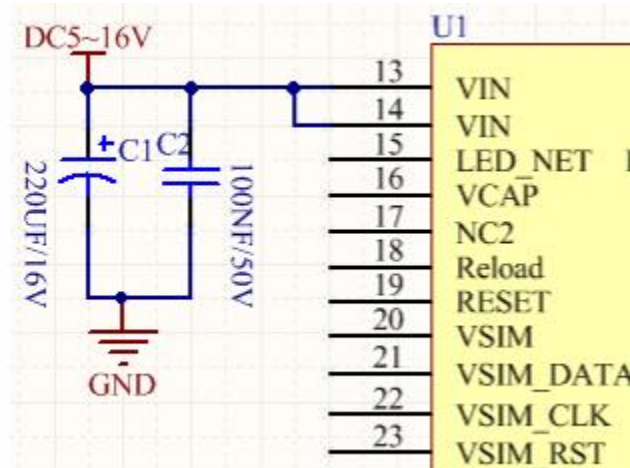 U1
DC5~16V
13 VIN
14 VIN
15 LED_NET
16 VCAP
17 NC2
18 Reload
19 RESET
20 VSIM
21 VSIM_DATA
22 VSIM_CLK
23 VSIM_RST
+ C1 C2
220UF/16V
100NF/50V
GND